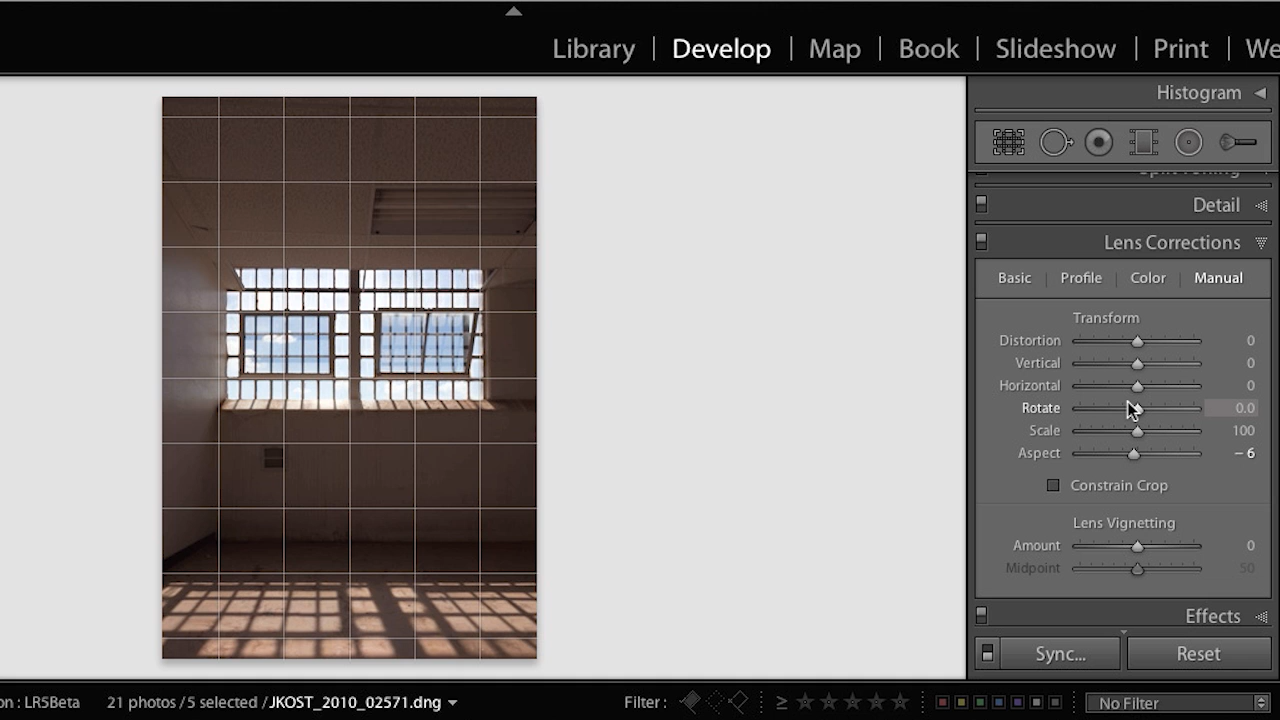 Library | Develop | Map | Book | Slideshow | Print | We
Histogram
Split Toning
Detail
Lens Corrections
Basic | Profile | Color | Manual
Transform
Distortion 0
Vertical 0
Horizontal 0
Rotate 0.0
Scale 100
Aspect – 6
Constrain Crop
Lens Vignetting
Amount 0
Midpoint 50
Effects
Sync... Reset
on : LR5Beta 21 photos / 5 selected / JKOST_2010_02571.dng Filter : ≥ No Filter